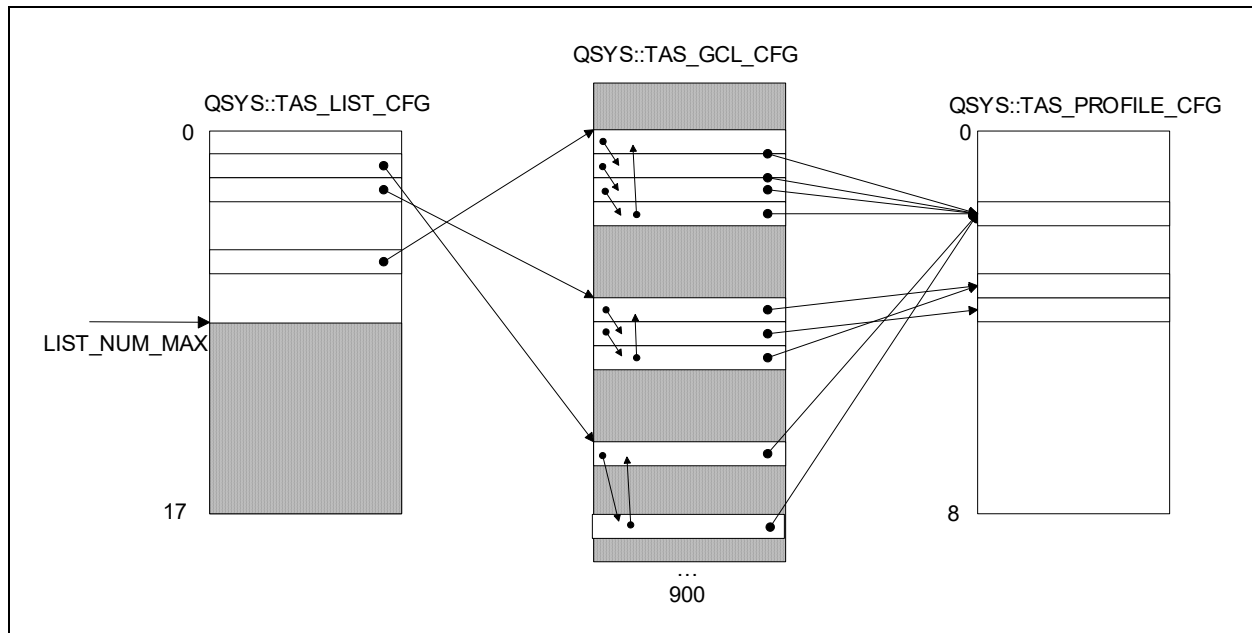 QSYS::TAS_GCL_CFG
QSYS::TAS_LIST_CFG
QSYS::TAS_PROFILE_CFG
0
0
LIST_NUM_MAX
17
8
...
900